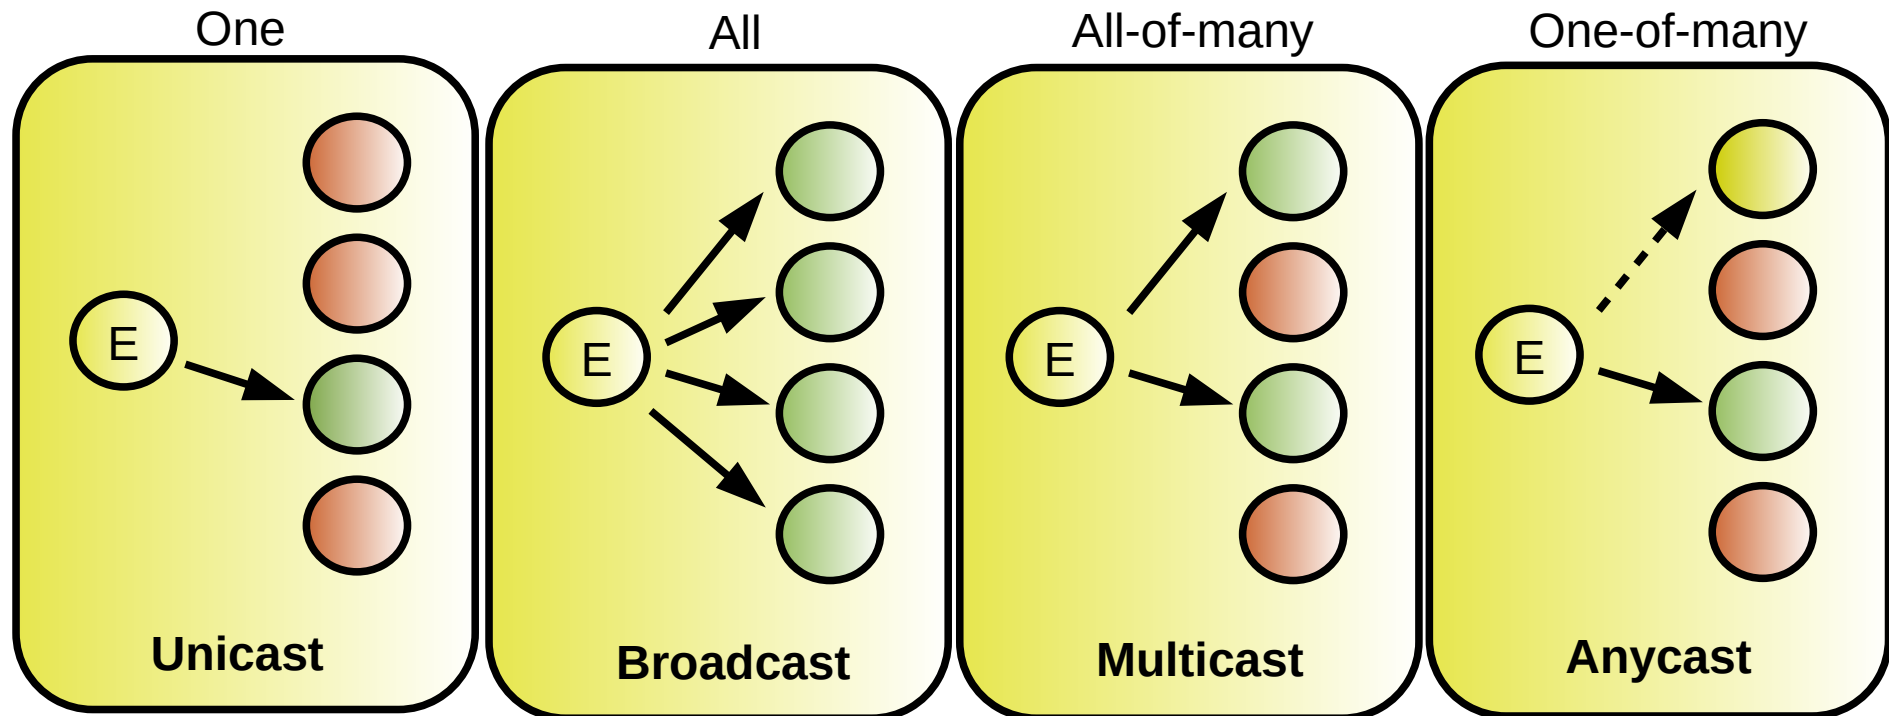 One
All
All-of-many
One-of-many
E
E
E
E
Unicast
Broadcast
Multicast
Anycast